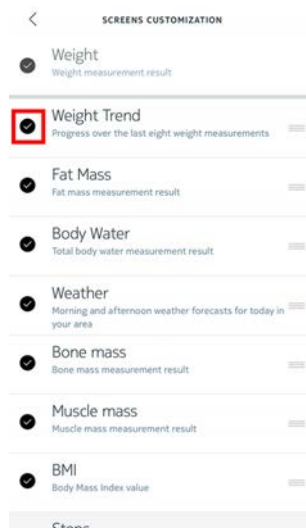 SCREENS CUSTOMIZATION
Weight
Weight measurement result
Weight Trend
Progress over the last eight weight measurements
Fat Mass
Fat mass measurement result
Body Water
Total body water measurement result
Weather
Morning and afternoon weather forecasts for today in
your area
Bone mass
Bone mass measurement result
Muscle mass
Muscle mass measurement result
BMI
Body Mass Index value
Steps